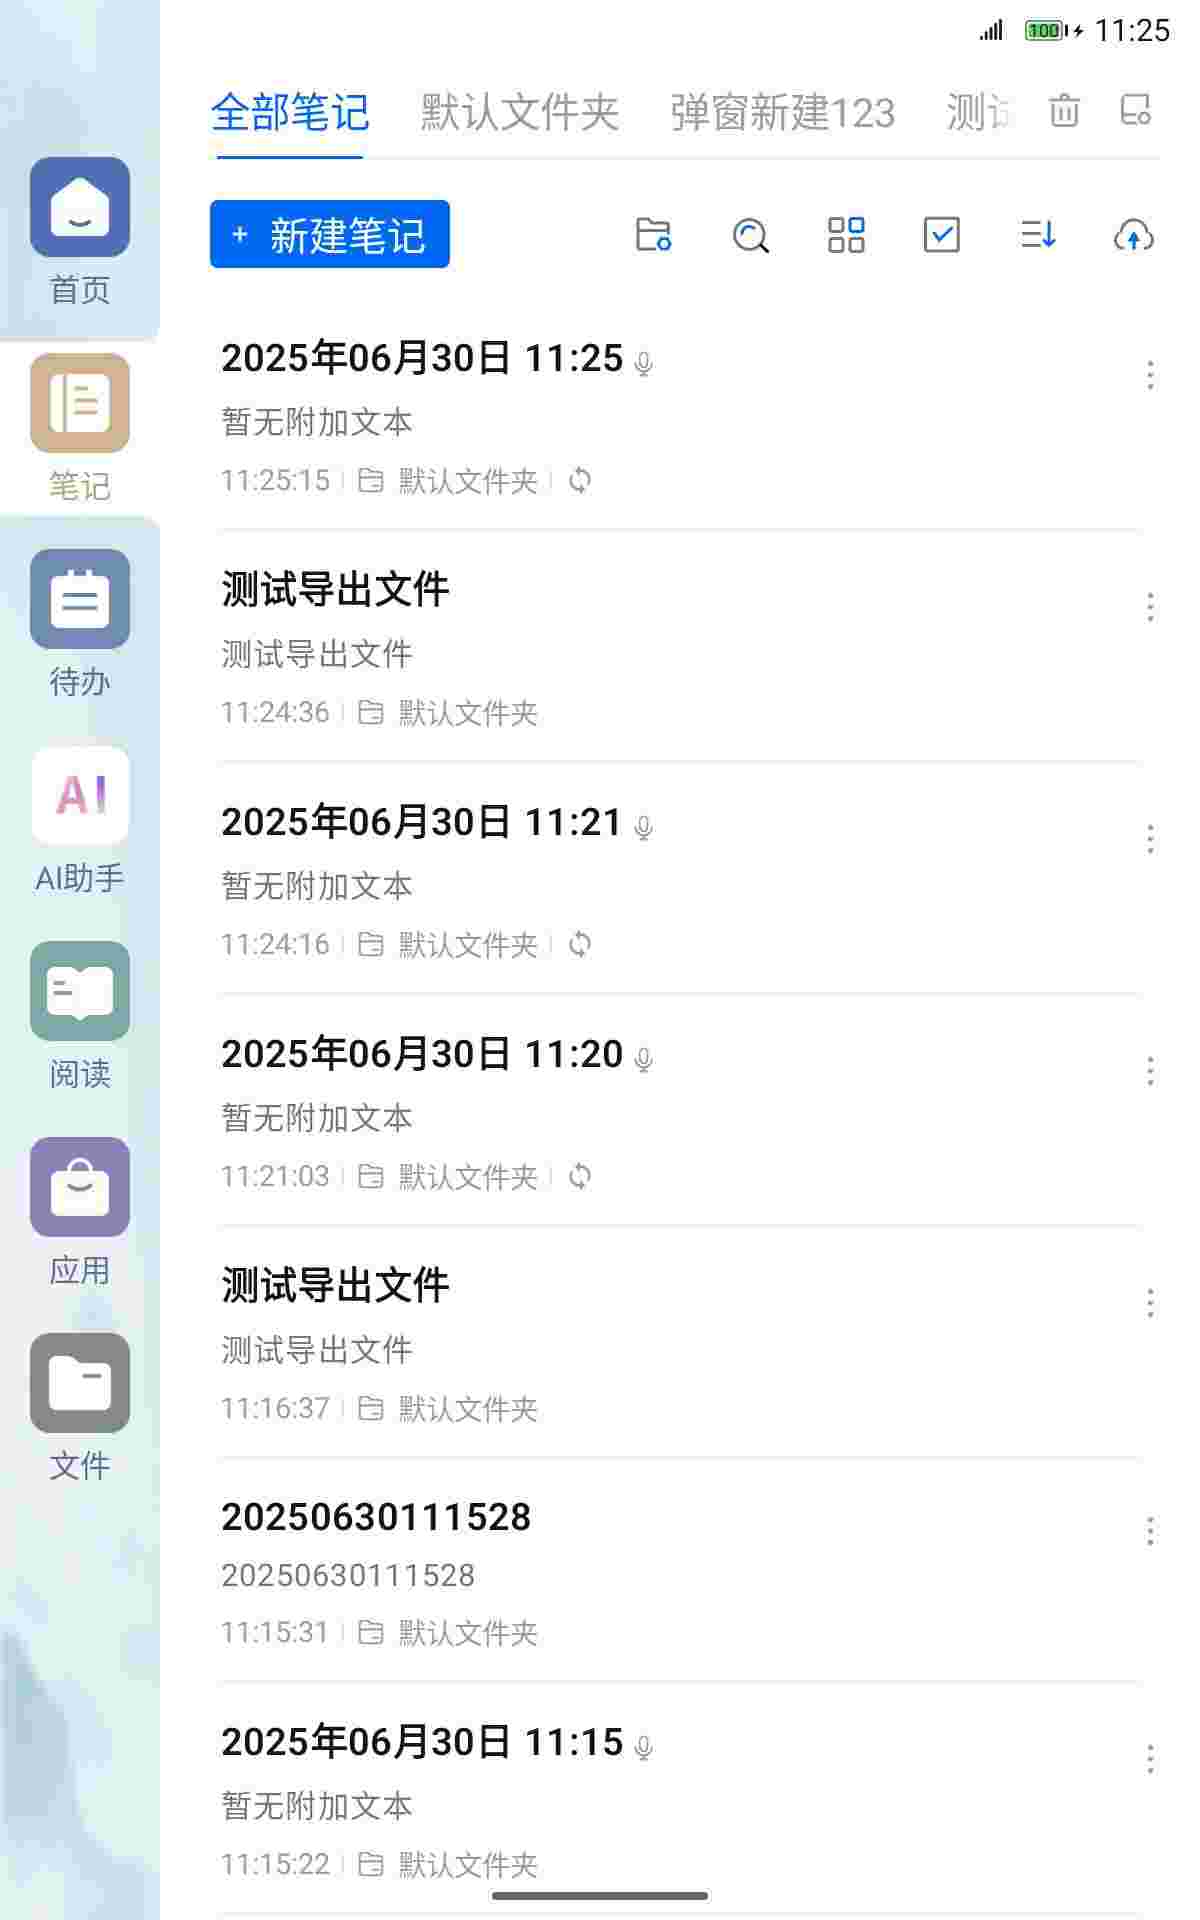 100 11:25
全部笔记 默认文件夹 弹窗新建123 测试
+ 新建笔记
首页
笔记
待办
AI
AI助手
阅读
应用
文件
2025年06月30日 11:25
暂无附加文本
11:25:15 默认文件夹
测试导出文件
测试导出文件
11:24:36 默认文件夹
2025年06月30日 11:21
暂无附加文本
11:24:16 默认文件夹
2025年06月30日 11:20
暂无附加文本
11:21:03 默认文件夹
测试导出文件
测试导出文件
11:16:37 默认文件夹
20250630111528
20250630111528
11:15:31 默认文件夹
2025年06月30日 11:15
暂无附加文本
11:15:22 默认文件夹